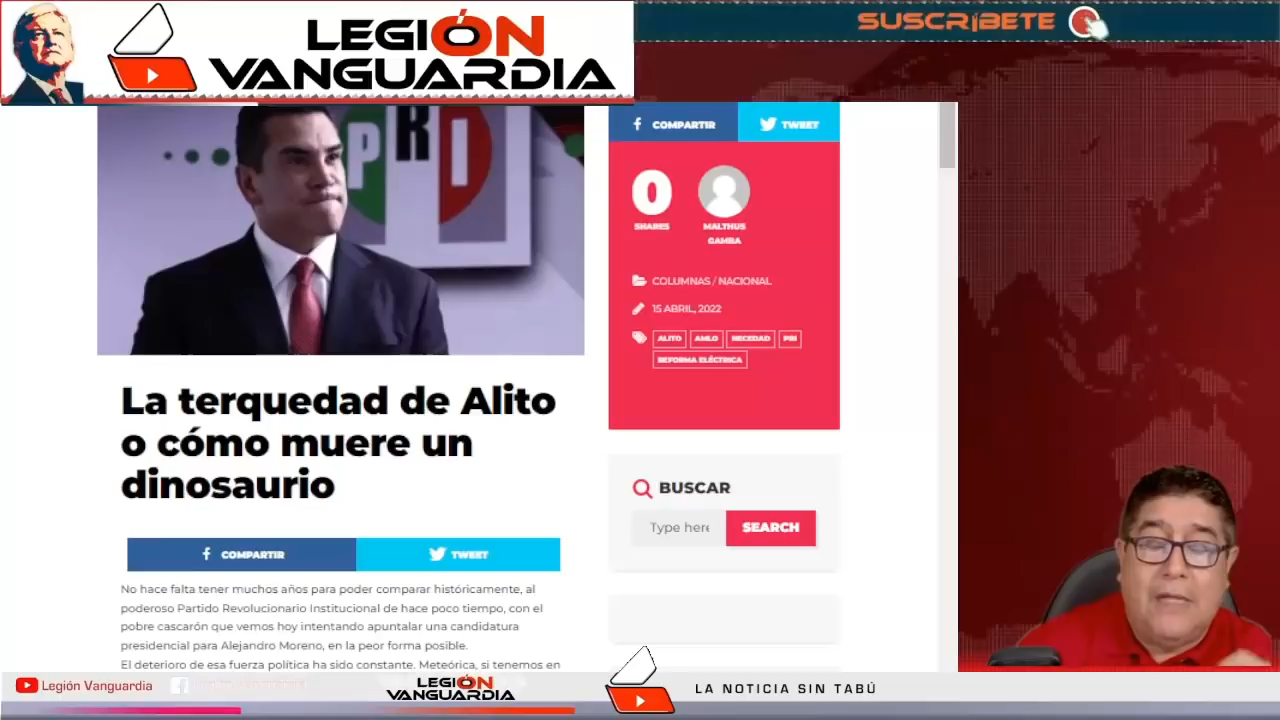 LEGIÓN
VANGUARDIA
SUSCRÍBETE
PRI
COMPARTIR
TWEET
0
SHARES
MALTHUS
GAMBA
COLUMNAS / NACIONAL
15 ABRIL, 2022
ALITO
AMLO
NECEDAD
PRI
REFORMA ELÉCTRICA
La terquedad de Alito
o cómo muere un
dinosaurio
BUSCAR
Type here
SEARCH
COMPARTIR
TWEET
No hace falta tener muchos años para poder comparar históricamente, al
poderoso Partido Revolucionario Institucional de hace poco tiempo, con el
pobre cascarón que vemos hoy intentando apuntalar una candidatura
presidencial para Alejandro Moreno, en la peor forma posible.
El deterioro de esa fuerza política ha sido constante. Meteórica, si tenemos en
Legión Vanguardia
LEGIÓN
VANGUARDIA
LA NOTICIA SIN TABÚ